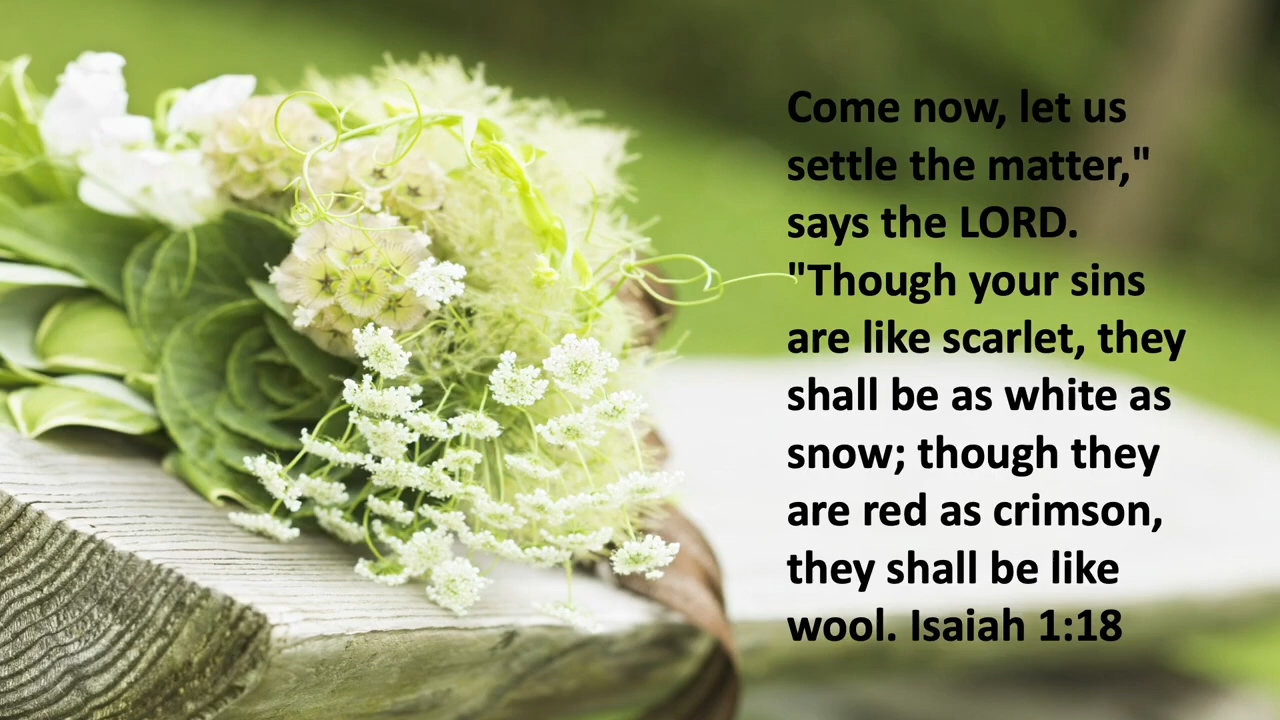 Come now, let us
settle the matter,"
says the LORD.
"Though your sins
are like scarlet, they
shall be as white as
snow; though they
are red as crimson,
they shall be like
wool. Isaiah 1:18